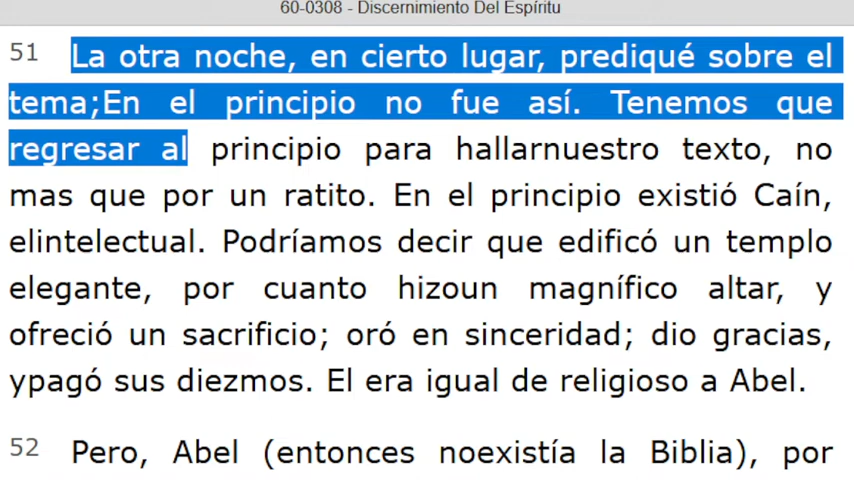 60-0308 - Discernimiento Del Espíritu
51 La otra noche, en cierto lugar, prediqué sobre el
tema;En el principio no fue así. Tenemos que
regresar al principio para hallarnuestro texto, no
mas que por un ratito. En el principio existió Caín,
elintelectual. Podríamos decir que edificó un templo
elegante, por cuanto hizoun magnífico altar, y
ofreció un sacrificio; oró en sinceridad; dio gracias,
ypagó sus diezmos. El era igual de religioso a Abel.
52 Pero, Abel (entonces noexistía la Biblia), por